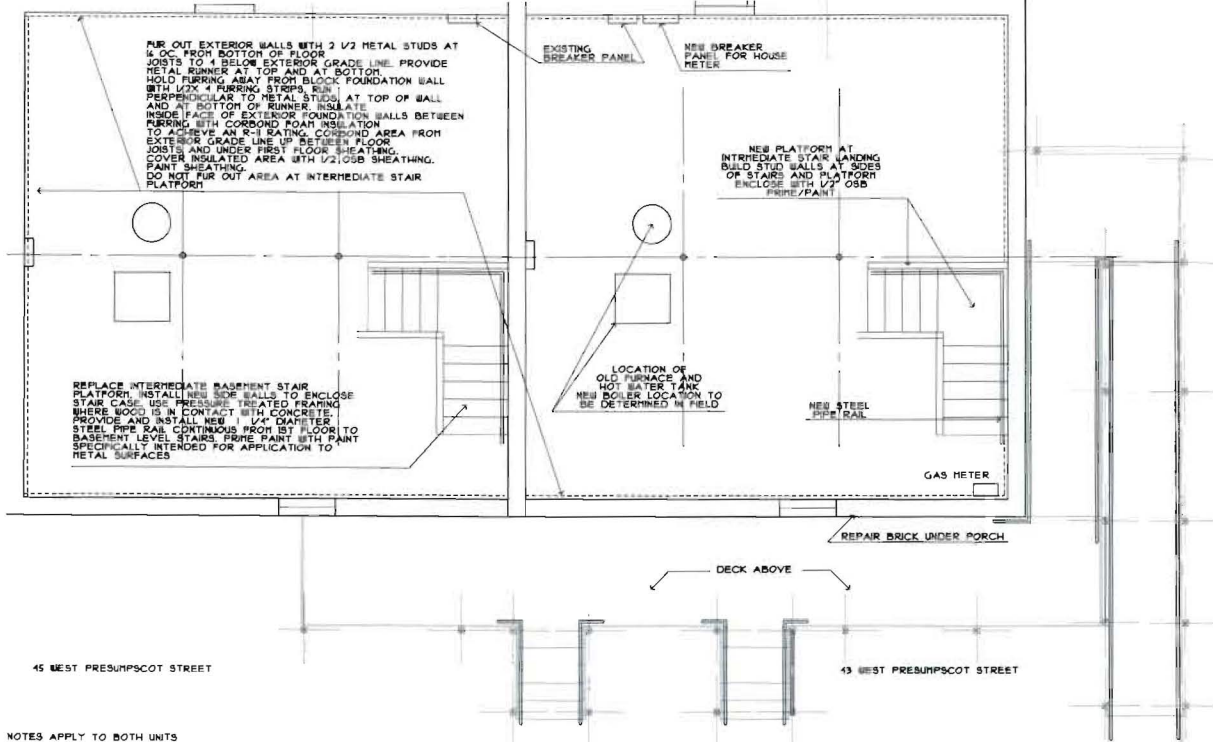 FUR OUT EXTERIOR WALLS WITH 2 1/2 METAL STUDS AT
16 OC. FROM BOTTOM OF FLOOR
JOISTS TO 4 BELOW EXTERIOR GRADE LINE. PROVIDE
METAL RUNNER AT TOP AND AT BOTTOM.
HOLD FURRING AWAY FROM BLOCK FOUNDATION WALL
WITH 1/2X 4 FURRING STRIPS, RUN
PERPENDICULAR TO METAL STUDS, AT TOP OF WALL
AND AT BOTTOM OF RUNNER. INSULATE
INSIDE FACE OF EXTERIOR FOUNDATION WALLS BETWEEN
FURRING WITH CORBOND FOAM INSULATION
TO ACHIEVE AN R-11 RATING. CORBOND AREA FROM
EXTERIOR GRADE LINE UP BETWEEN FLOOR
JOISTS AND UNDER FIRST FLOOR SHEATHING.
COVER INSULATED AREA WITH 1/2 OSB SHEATHING.
PAINT SHEATHING.
DO NOT FUR OUT AREA AT INTERMEDIATE STAIR
PLATFORM
EXISTING
BREAKER PANEL
NEW BREAKER
PANEL FOR HOUSE
METER
NEW PLATFORM AT
INTRMEDIATE STAIR LANDING
BUILD STUD WALLS AT SIDES
OF STAIRS AND PLATFORM
ENCLOSE WITH 1/2" OSB
PRIME/PAINT
REPLACE INTERMEDIATE BASEMENT STAIR
PLATFORM. INSTALL NEW SIDE WALLS TO ENCLOSE
STAIR CASE. USE PRESSURE TREATED FRAMING
WHERE WOOD IS IN CONTACT WITH CONCRETE.
PROVIDE AND INSTALL NEW 1 1/4" DIAMETER
STEEL PIPE RAIL CONTINUOUS FROM 1ST FLOOR TO
BASEMENT LEVEL STAIRS. PRIME PAINT WITH PAINT
SPECIFICALLY INTENDED FOR APPLICATION TO
METAL SURFACES
LOCATION OF
OLD FURNACE AND
HOT WATER TANK
NEW BOILER LOCATION TO
BE DETERMINED IN FIELD
NEW STEEL
PIPE RAIL
GAS METER
REPAIR BRICK UNDER PORCH
DECK ABOVE
45 WEST PRESUMPSCOT STREET
43 WEST PRESUMPSCOT STREET
NOTES APPLY TO BOTH UNITS